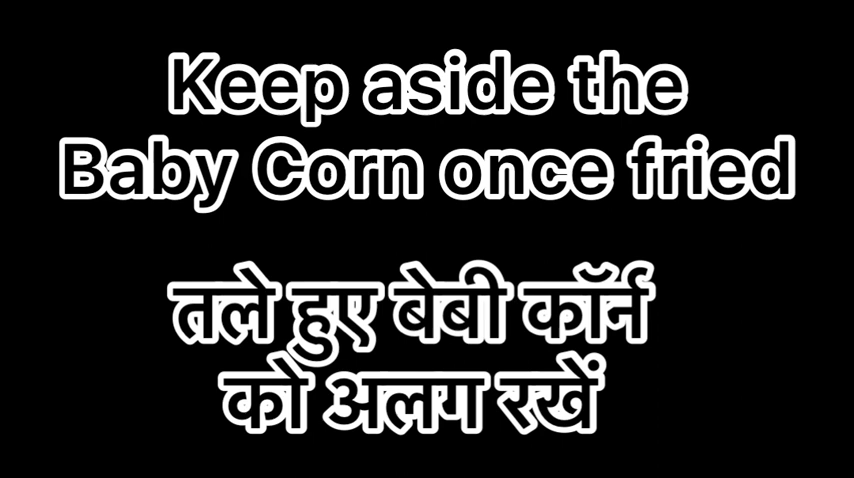 Keep aside the
Baby Corn once fried
तले हुए बेबी कॉर्न
को अलग रखें